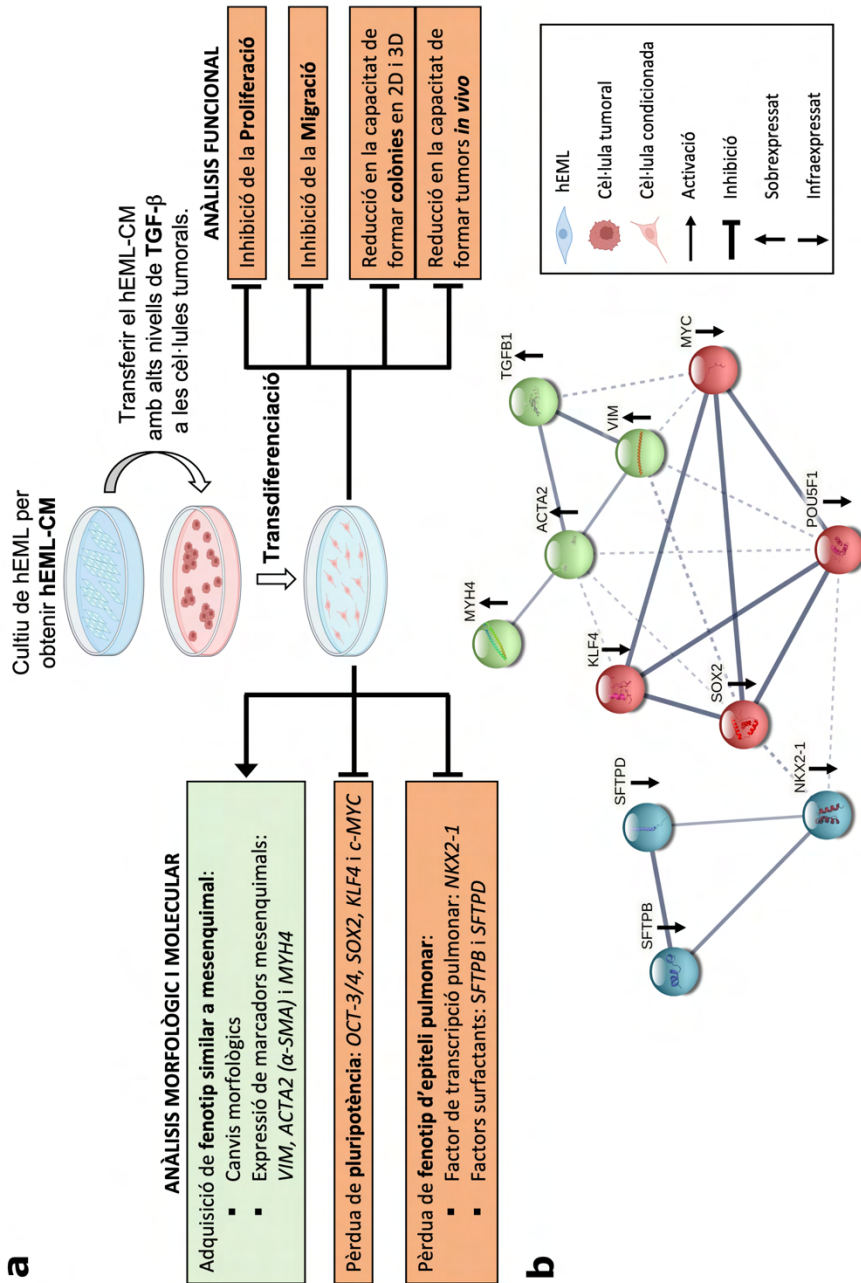 a
Cultiu de hEML per
obtenir hEML-CM
Transferir el hEML-CM
amb alts nivells de TGF-β
a les cèl·lules tumorals.
Transdiferenciació
ANÀLISIS MORFOLÒGIC I MOLECULAR
Adquisició de fenotip similar a mesenquimal:
▪ Canvis morfològics
▪ Expressió de marcadors mesenquimals:
VIM, ACTA2 (α-SMA) i MYH4
Pèrdua de pluripotència: OCT-3/4, SOX2, KLF4 i c-MYC
Pèrdua de fenotip d'epiteli pulmonar:
▪ Factor de transcripció pulmonar: NKX2-1
▪ Factors surfactants: SFTPB i SFTPD
ANÀLISIS FUNCIONAL
Inhibició de la Proliferació
Inhibició de la Migració
Reducció en la capacitat de
formar colònies en 2D i 3D
Reducció en la capacitat de
formar tumors in vivo
b
SFTPB
SFTPD
NKX2-1
MYH4
KLF4
SOX2
ACTA2
VIM
TGFB1
POU5F1
MYC
hEML
Cèl·lula tumoral
Cèl·lula condicionada
Activació
Inhibició
Sobrexpressat
Infraexpressat